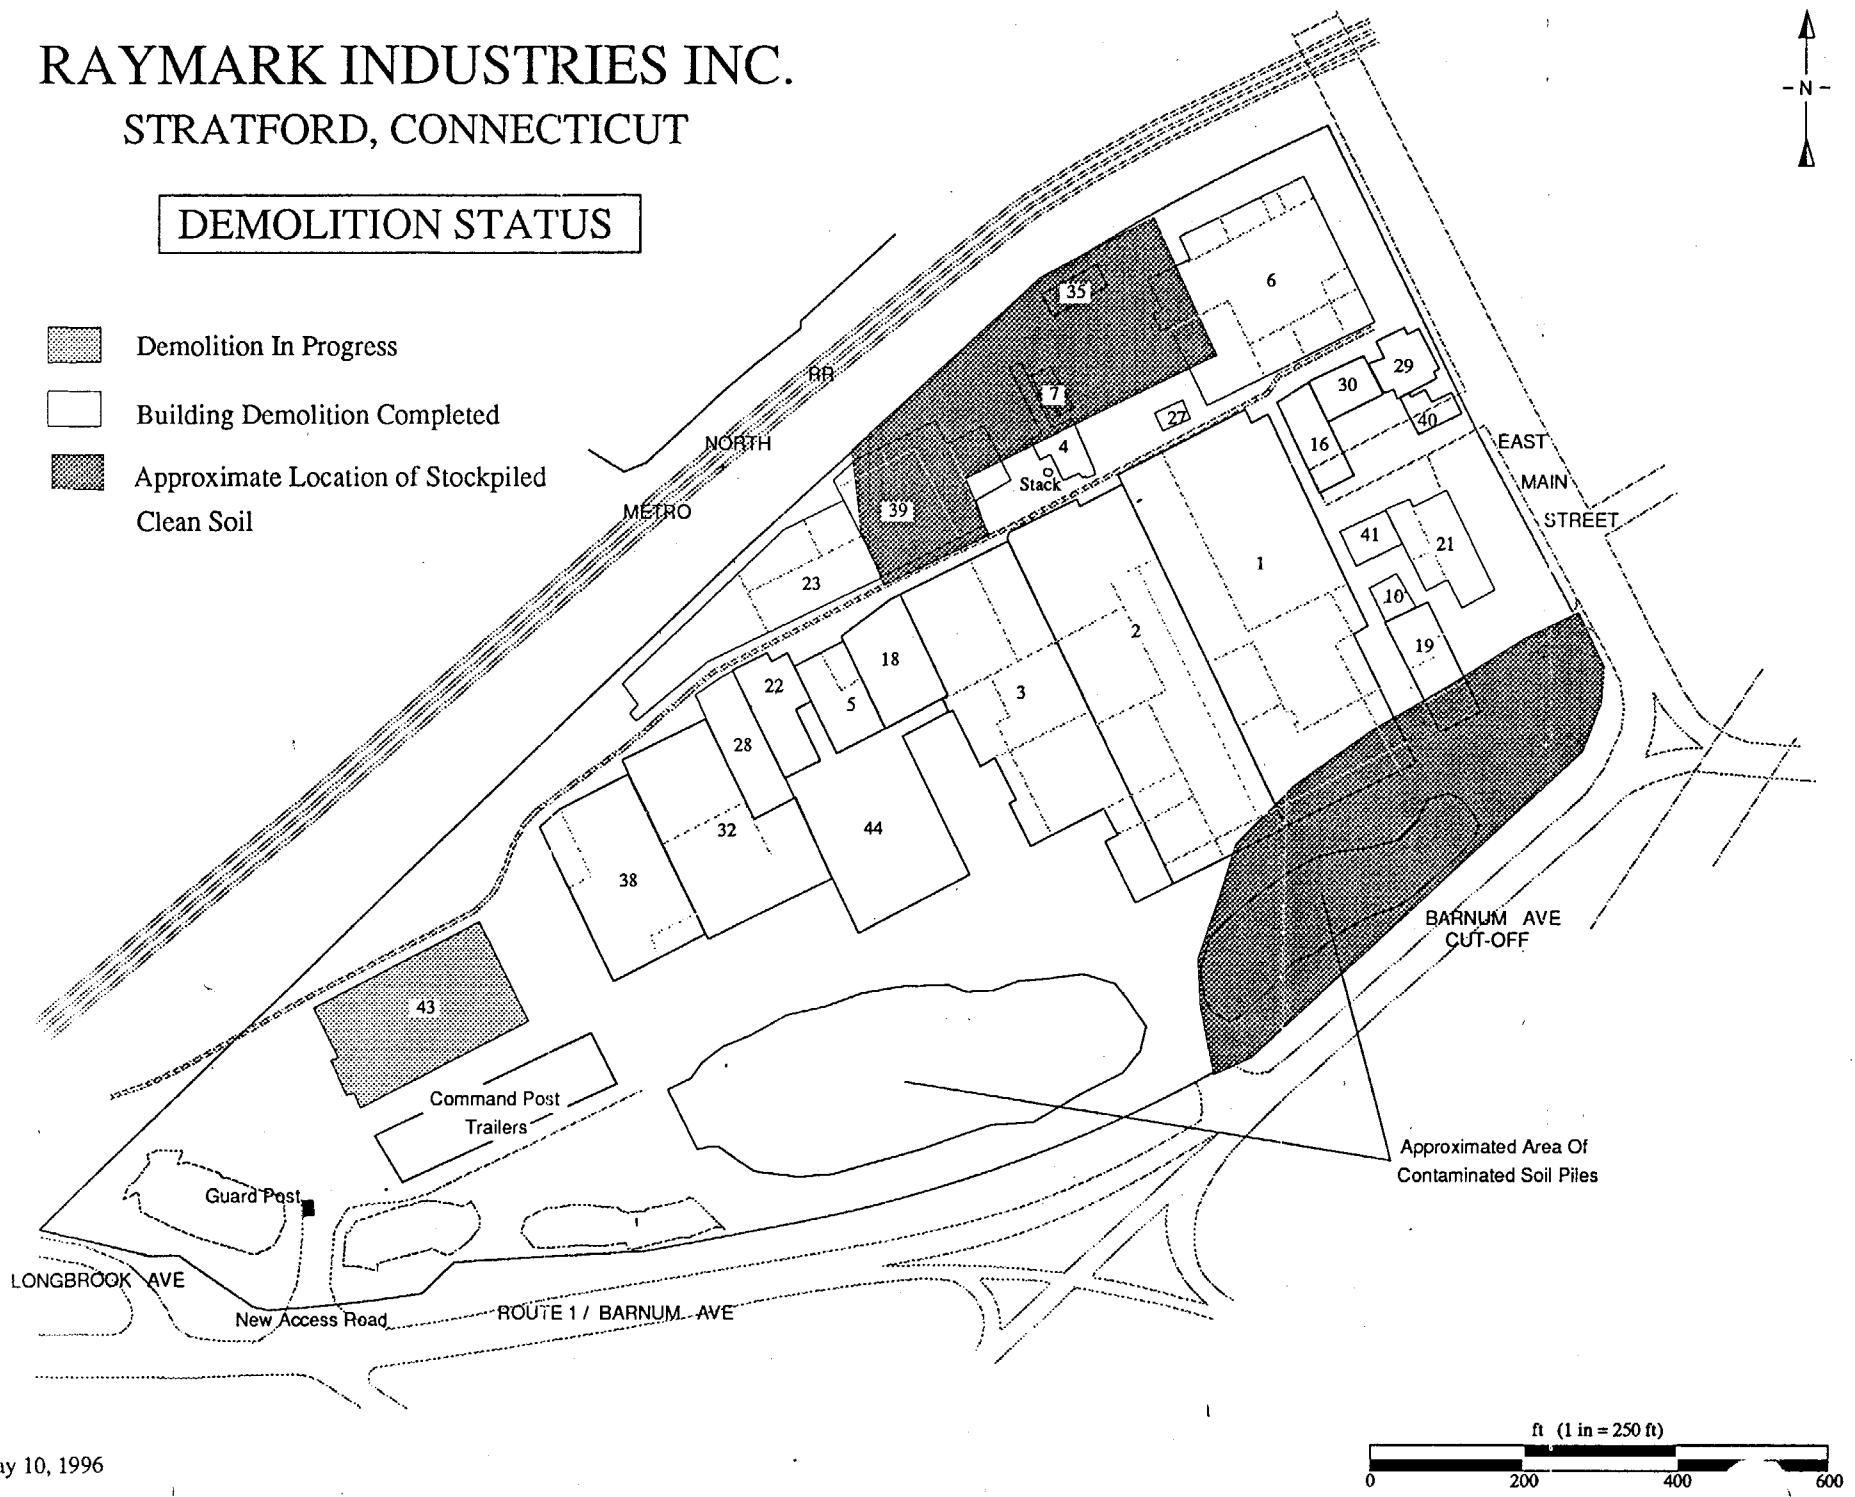 RAYMARK INDUSTRIES INC.
STRATFORD, CONNECTICUT
DEMOLITION STATUS
Demolition In Progress
Building Demolition Completed
Approximate Location of Stockpiled
Clean Soil
- N -
METRO
NORTH
RR
35
6
7
4
Stack
27
39
23
29
30
40
16
EAST
MAIN
STREET
41
21
1
10
19
2
3
18
5
22
28
32
44
38
43
BARNUM AVE
CUT-OFF
Command Post
Trailers
Approximated Area Of
Contaminated Soil Piles
Guard Post
LONGBROOK AVE
New Access Road
ROUTE 1 / BARNUM AVE
ft (1 in = 250 ft)
0 200 400 600
ay 10, 1996